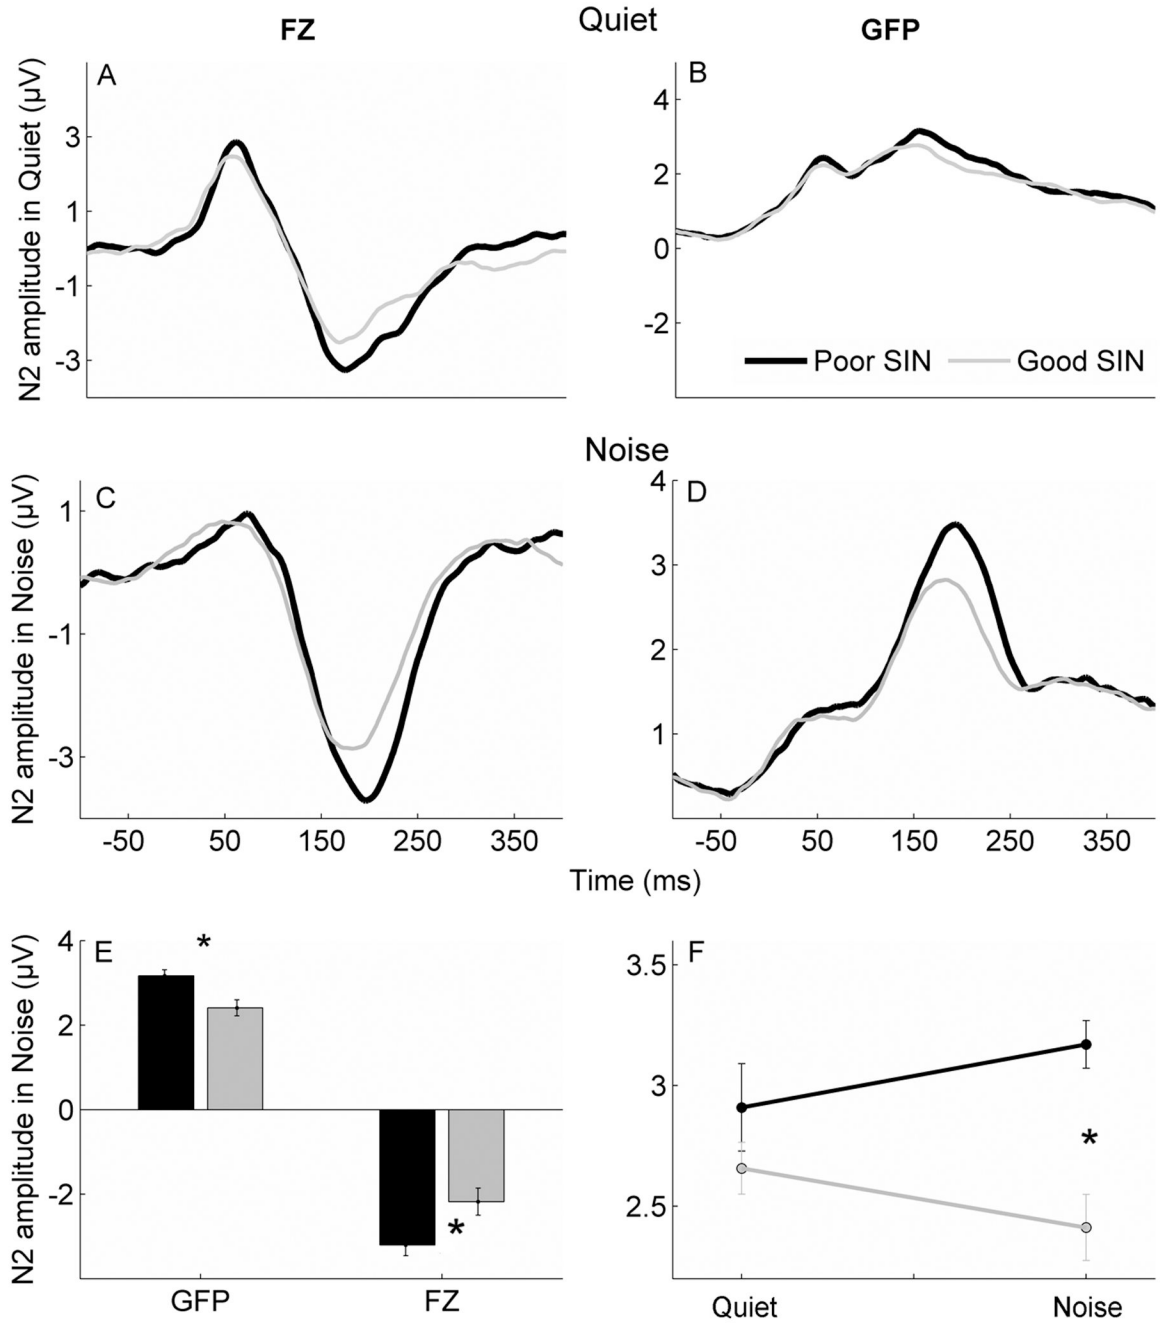 Quiet
FZ
GFP
N2 amplitude in Quiet (µV)
A
3
1
-1
-3
B
4
2
0
-2
Poor SIN
Good SIN
Noise
N2 amplitude in Noise (µV)
C
1
-1
-3
-50 50 150 250 350
D
4
3
2
1
-50 50 150 250 350
Time (ms)
N2 amplitude in Noise (µV)
E
4
2
0
-2
*
*
GFP FZ
F
3.5
3
2.5
*
Quiet Noise